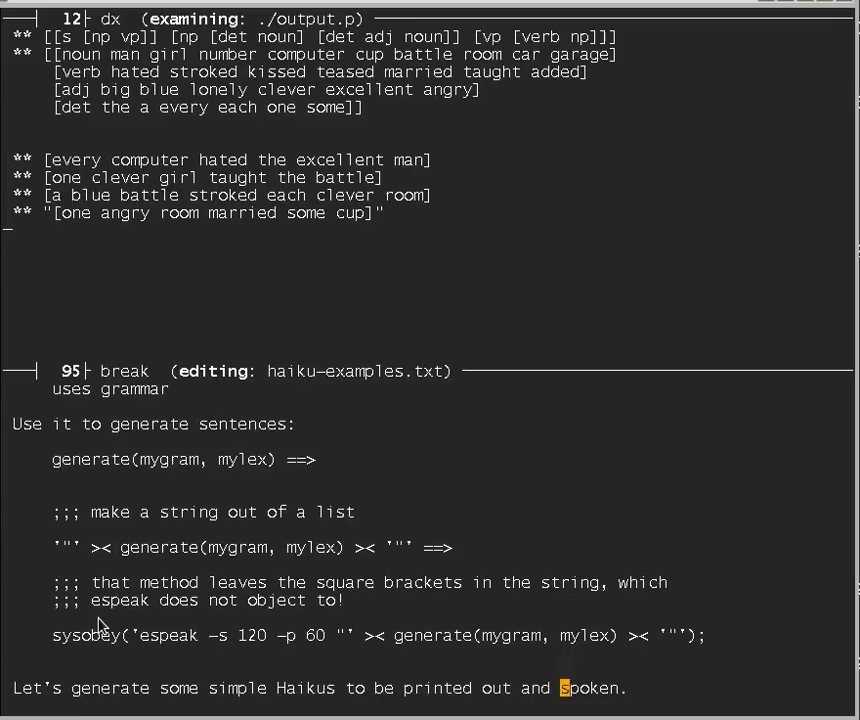 12 dx (examining: ./output.p)
** [[s [np vp]] [np [det noun] [det adj noun]] [vp [verb np]]]
** [[noun man girl number computer cup battle room car garage]
[verb hated stroked kissed teased married taught added]
[adj big blue lonely clever excellent angry]
[det the a every each one some]]
** [every computer hated the excellent man]
** [one clever girl taught the battle]
** [a blue battle stroked each clever room]
** "[one angry room married some cup]"
95 break (editing: haiku-examples.txt)
uses grammar
Use it to generate sentences:
generate(mygram, mylex) ==>
;;; make a string out of a list
'"' >< generate(mygram, mylex) >< '"' ==>
;;; that method leaves the square brackets in the string, which
;;; espeak does not object to!
sysobey('espeak -s 120 -p 60 "' >< generate(mygram, mylex) >< '"');
Let's generate some simple Haikus to be printed out and spoken.